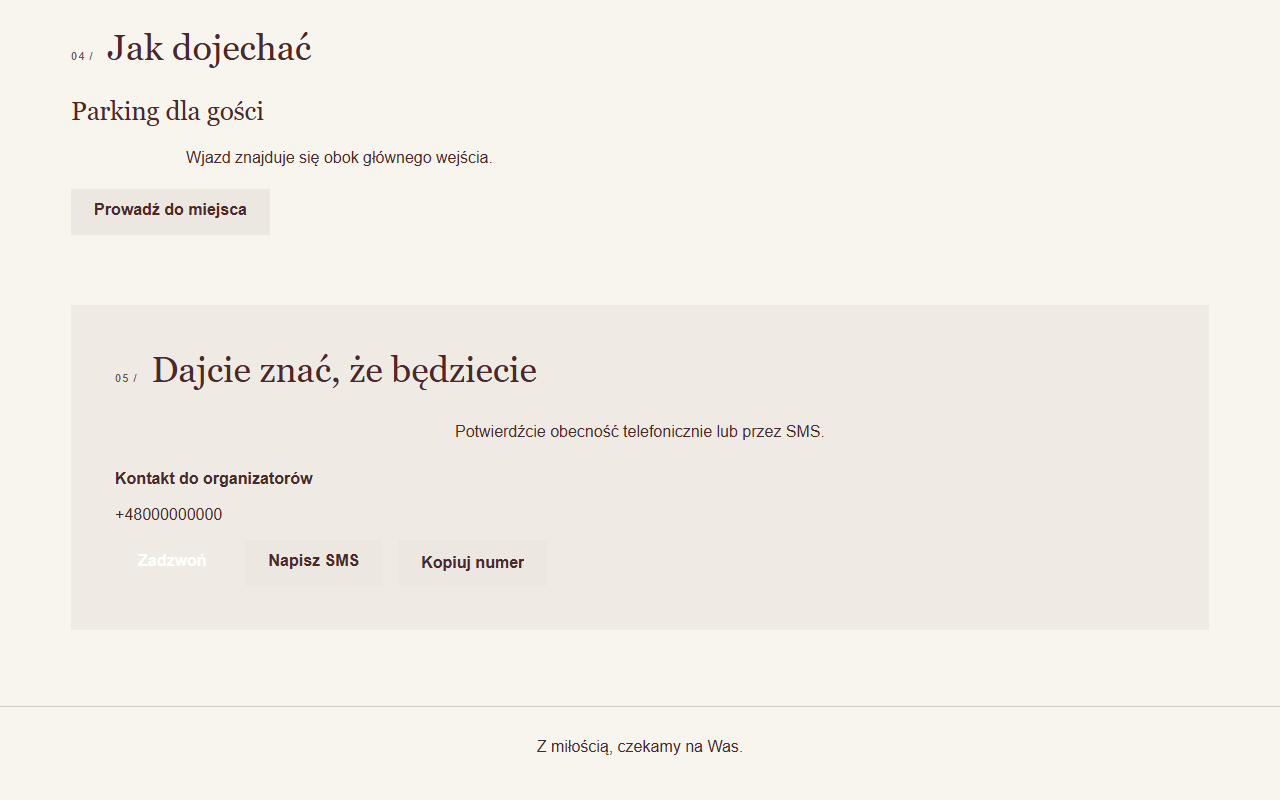 04 / Jak dojechać
Parking dla gości
Wjazd znajduje się obok głównego wejścia.
Prowadź do miejsca
05 / Dajcie znać, że będziecie
Potwierdźcie obecność telefonicznie lub przez SMS.
Kontakt do organizatorów
+48000000000
Zadzwoń Napisz SMS Kopiuj numer
Z miłością, czekamy na Was.